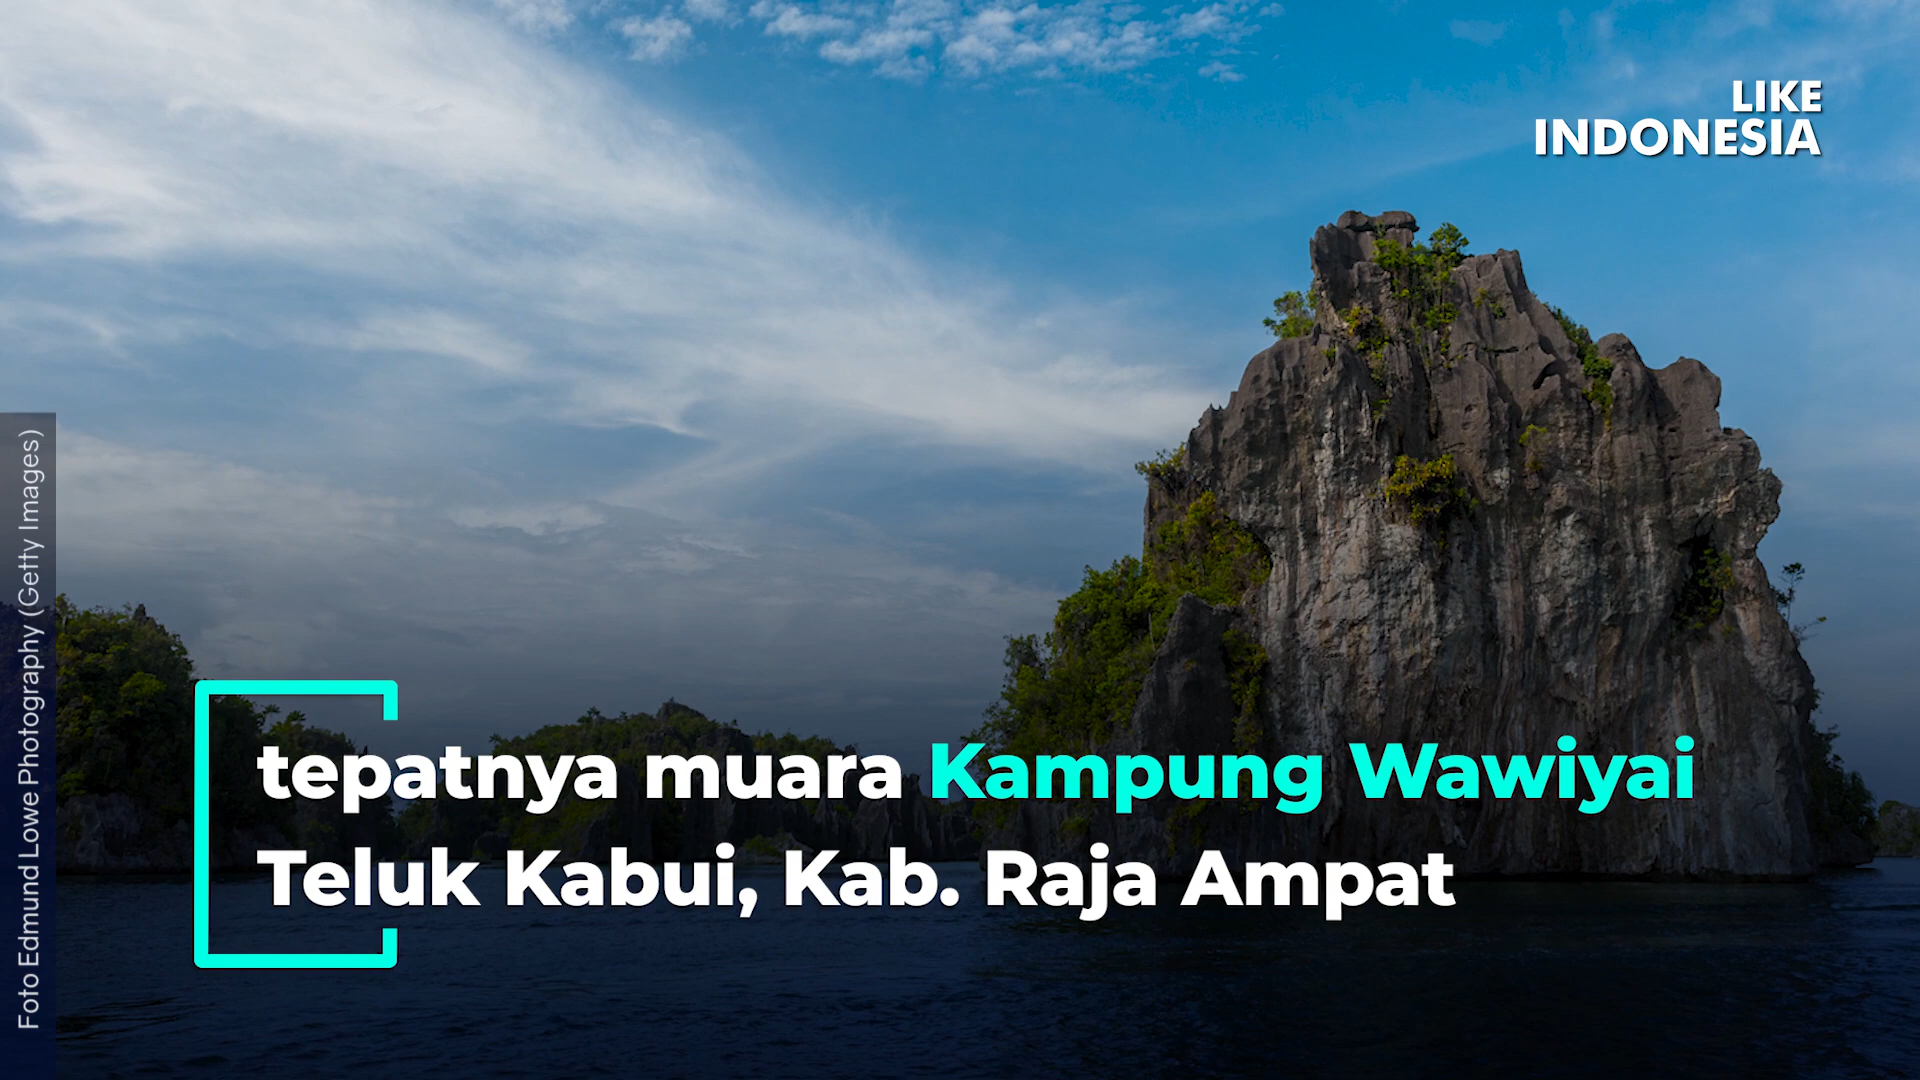 LIKE
INDONESIA
tepatnya muara Kampung Wawiyai
Teluk Kabui, Kab. Raja Ampat
Foto Edmund Lowe Photography (Getty Images)